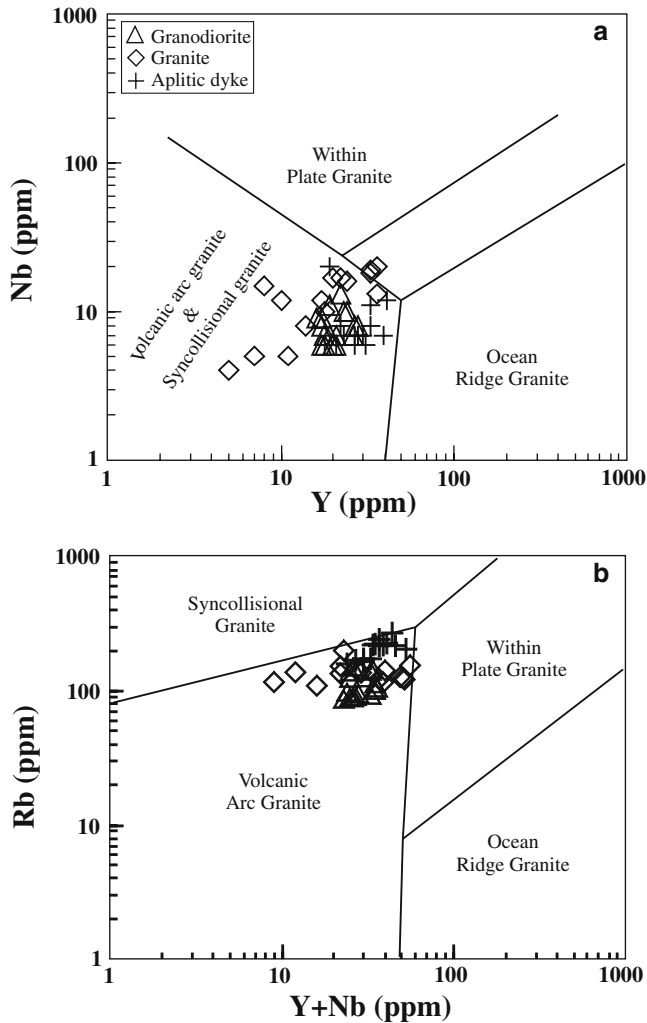 1000
a
Granodiorite
Granite
Aplitic dyke
Within
Plate Granite
100
Nb (ppm)
Volcanic arc granite
&
Syncollisional granite
10
Ocean
Ridge Granite
1
1
10
100
1000
Y (ppm)
1000
b
Syncollisional
Granite
Within
Plate Granite
100
Rb (ppm)
Volcanic
Arc Granite
10
Ocean
Ridge Granite
1
1
10
100
1000
Y+Nb (ppm)